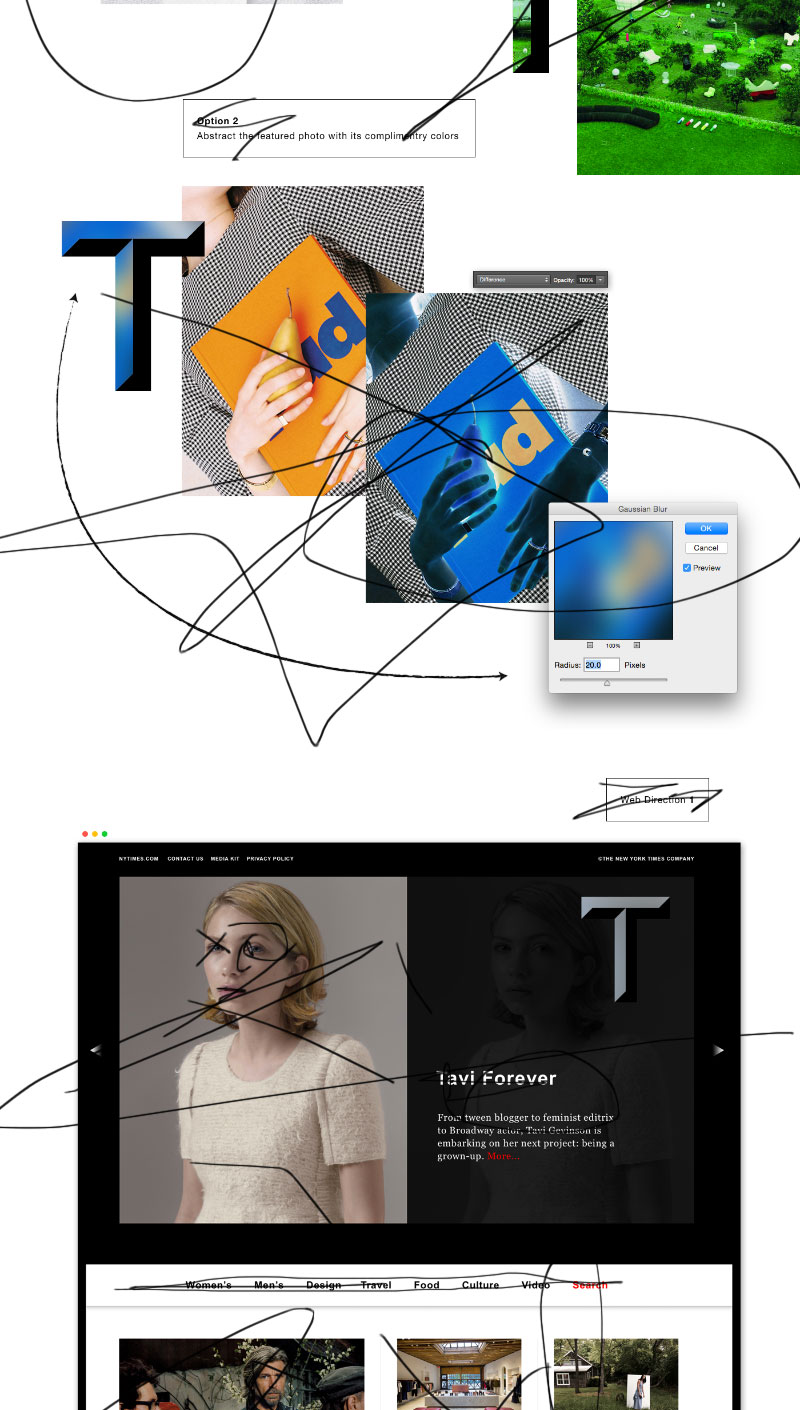 Option 2
Abstract the featured photo with its complimentry colors
T
Difference
Opacity:
100%
Gaussian Blur
OK
Cancel
Preview
100%
Radius: 20.0 Pixels
Web Direction 1
NYTIMES.COM CONTACT US MEDIA KIT PRIVACY POLICY
©THE NEW YORK TIMES COMPANY
T
Tavi Forever
From tween blogger to feminist editrix
to Broadway actor, Tavi Gevinson is
embarking on her next project: being a
grown-up. More...
Women's Men's Design Travel Food Culture Video Search